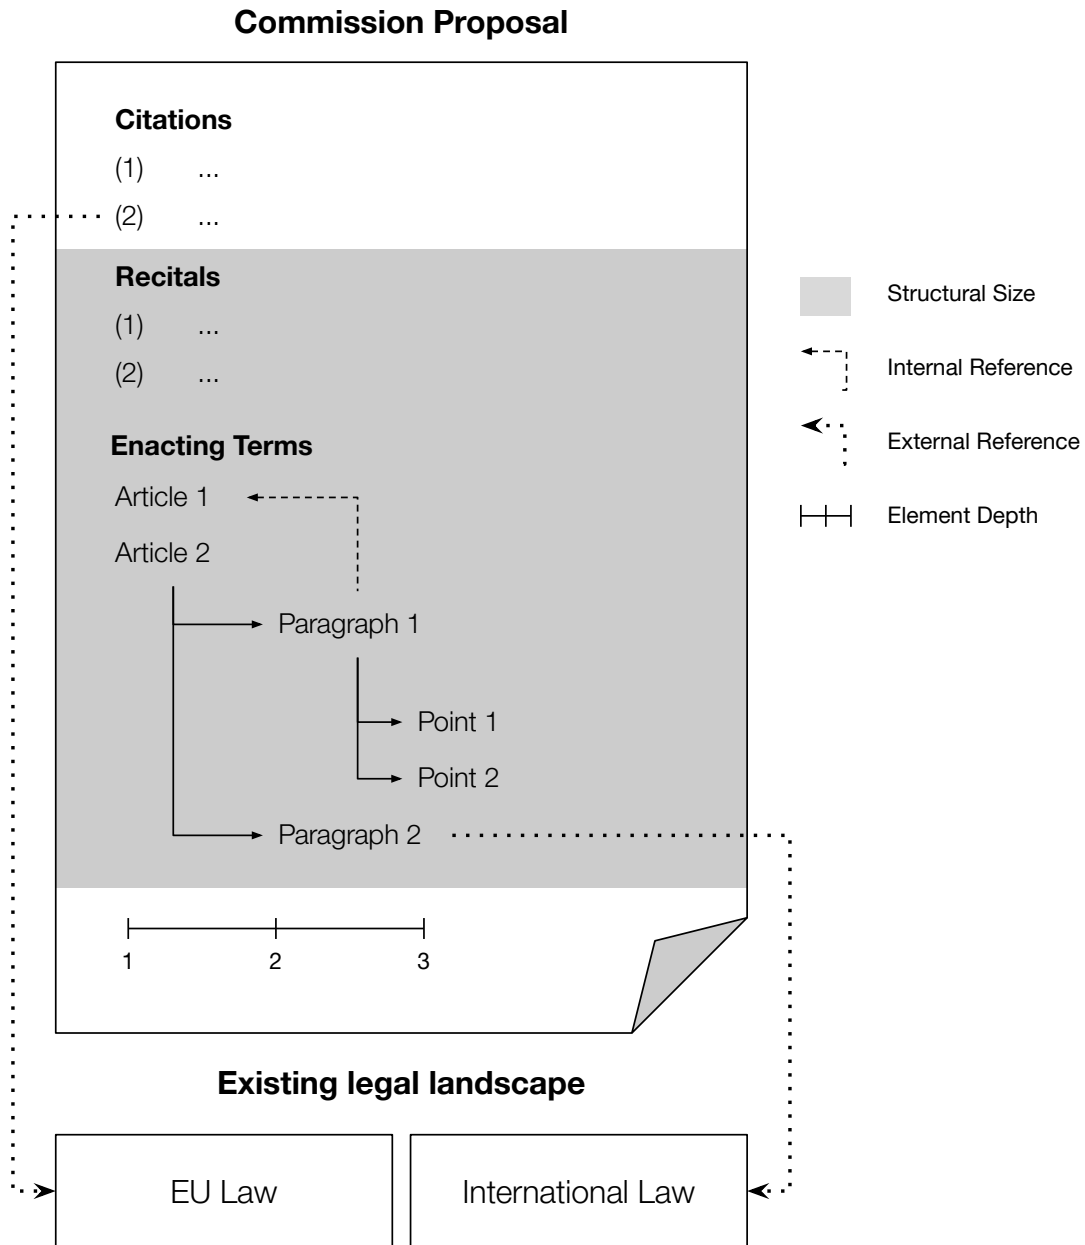 Commission Proposal
Citations
(1) ...
(2) ...
Recitals
(1) ...
(2) ...
Enacting Terms
Article 1
Article 2
Paragraph 1
Point 1
Point 2
Paragraph 2
1 2 3
Structural Size
Internal Reference
External Reference
Element Depth
Existing legal landscape
EU Law
International Law